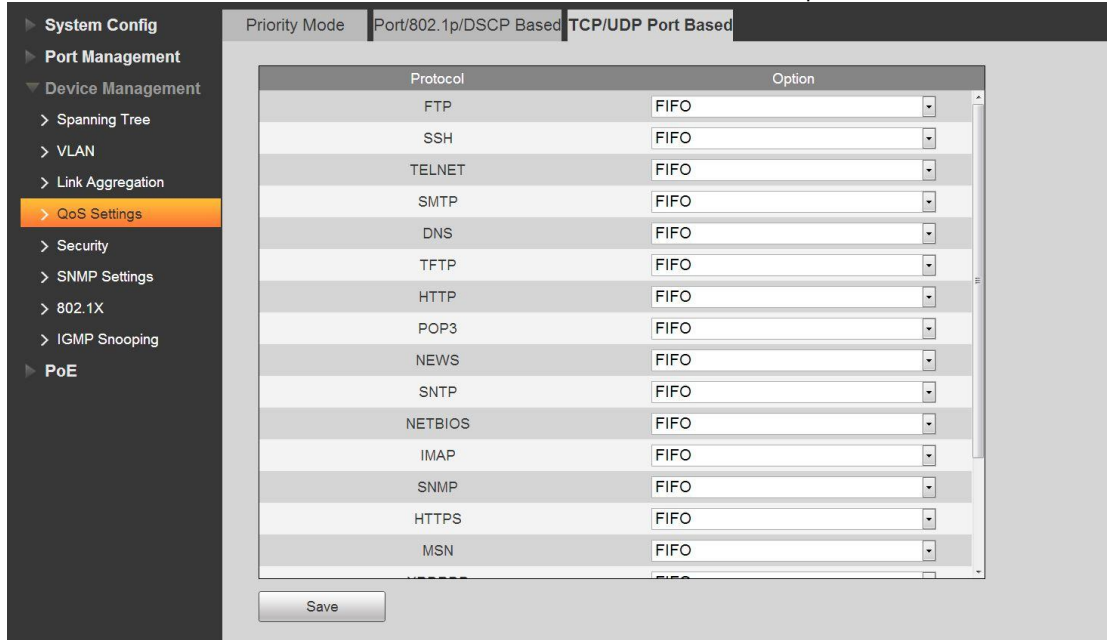 System Config
Port Management
Device Management
Spanning Tree
VLAN
Link Aggregation
QoS Settings
Security
SNMP Settings
802.1X
IGMP Snooping
PoE
Priority Mode Port/802.1p/DSCP Based TCP/UDP Port Based
Protocol Option
FTP FIFO
SSH FIFO
TELNET FIFO
SMTP FIFO
DNS FIFO
TFTP FIFO
HTTP FIFO
POP3 FIFO
NEWS FIFO
SNTP FIFO
NETBIOS FIFO
IMAP FIFO
SNMP FIFO
HTTPS FIFO
MSN FIFO
FIFO
Save